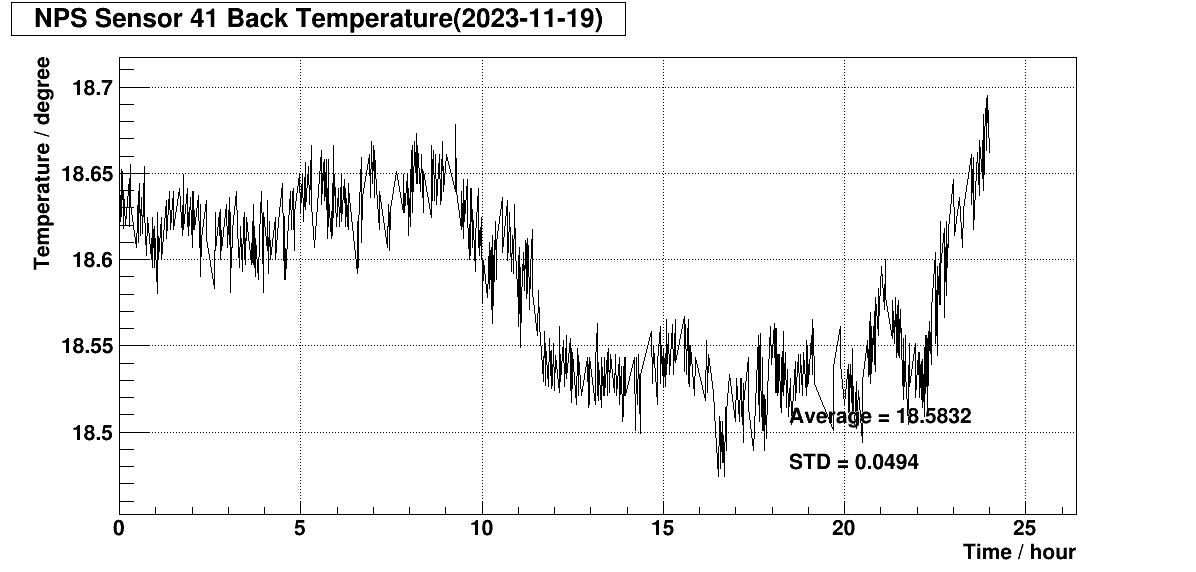 NPS Sensor 41 Back Temperature(2023-11-19)
Temperature / degree
18.7
18.65
18.6
18.55
18.5
Average = 18.5832
STD = 0.0494
0 5 10 15 20 25
Time / hour